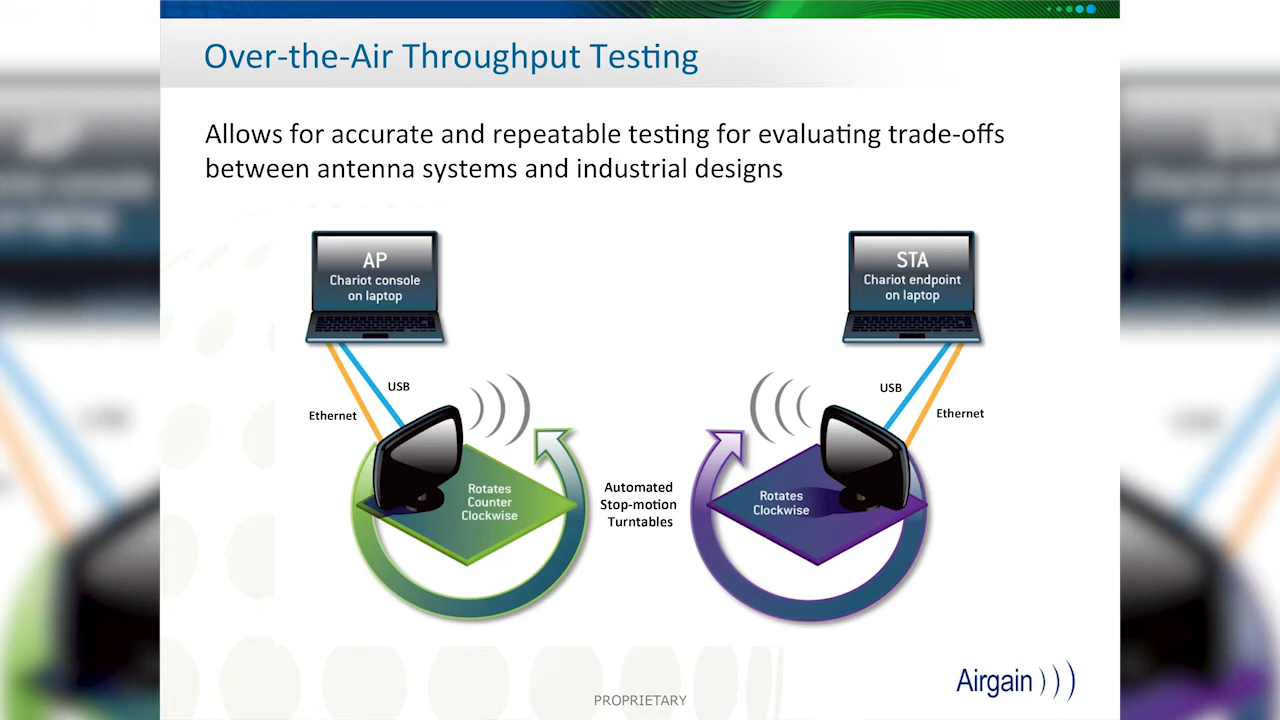 Over-the-Air Throughput Testing
Allows for accurate and repeatable testing for evaluating trade-offs
between antenna systems and industrial designs
AP
Chariot console
on laptop
STA
Chariot endpoint
on laptop
USB
Ethernet
USB
Ethernet
Rotates
Counter
Clockwise
Automated
Stop-motion
Turntables
Rotates
Clockwise
Airgain
PROPRIETARY